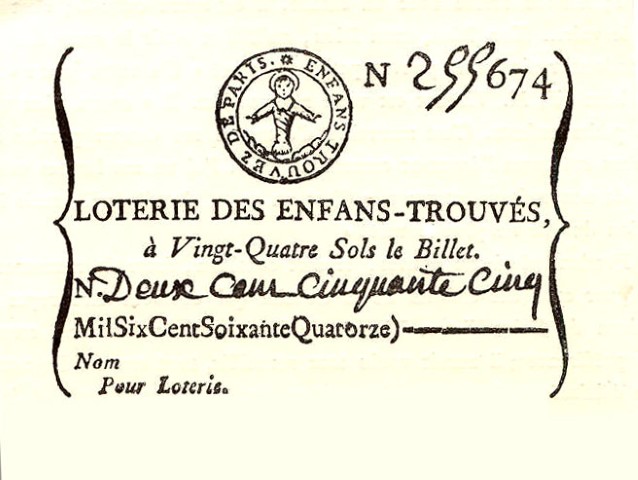 ENFANS TROUVEZ DE PARIS.
N 255674
LOTERIE DES ENFANS-TROUVÉS,
à Vingt-Quatre Sols le Billet.
N. Deux Cens Cinquante Cinq
MilSixCentSoixanteQuatorze)
Nom
Pour Loterie.